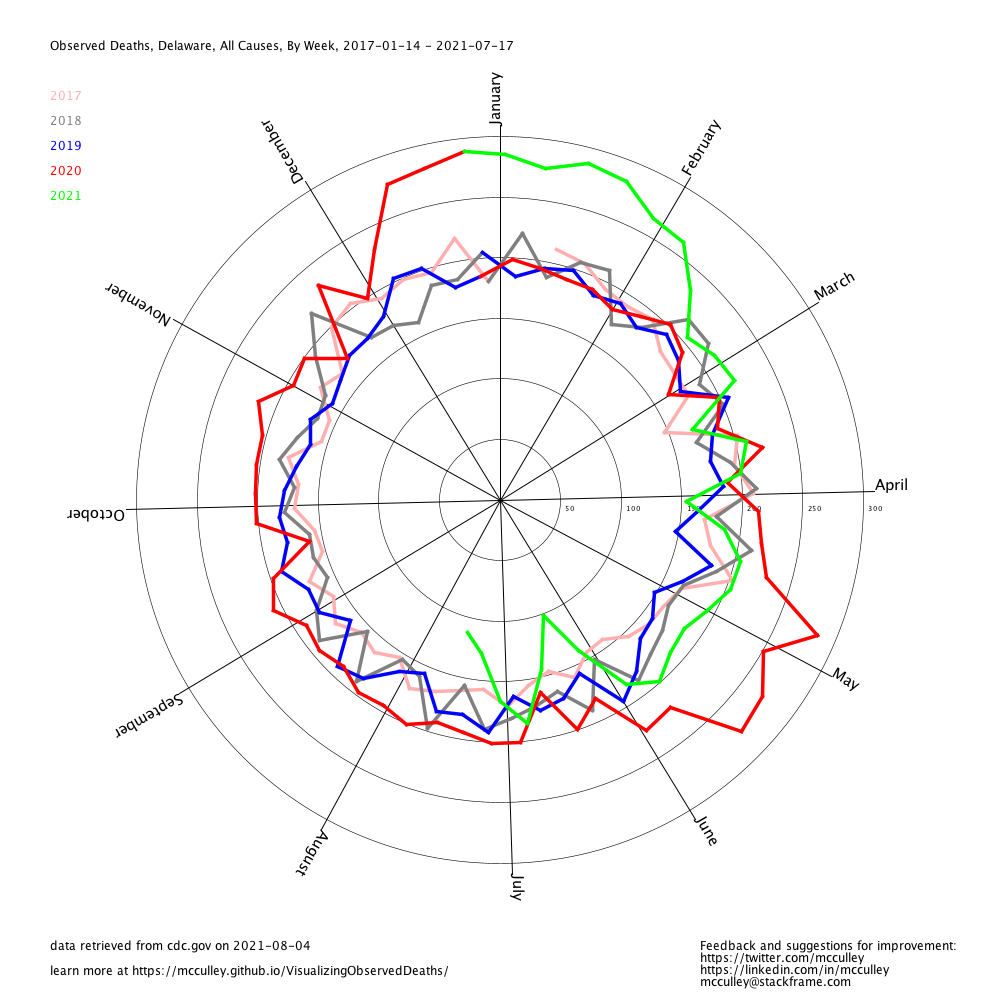 Observed Deaths, Delaware, All Causes, By Week, 2017-01-14 - 2021-07-17
2017
2018
2019
2020
2021
January
February
March
April
May
June
July
August
September
October
November
December
50
100
150
200
250
300
data retrieved from cdc.gov on 2021-08-04
learn more at https://mcculley.github.io/VisualizingObservedDeaths/
Feedback and suggestions for improvement:
https://twitter.com/mcculley
https://linkedin.com/in/mcculley
mcculley@stackframe.com